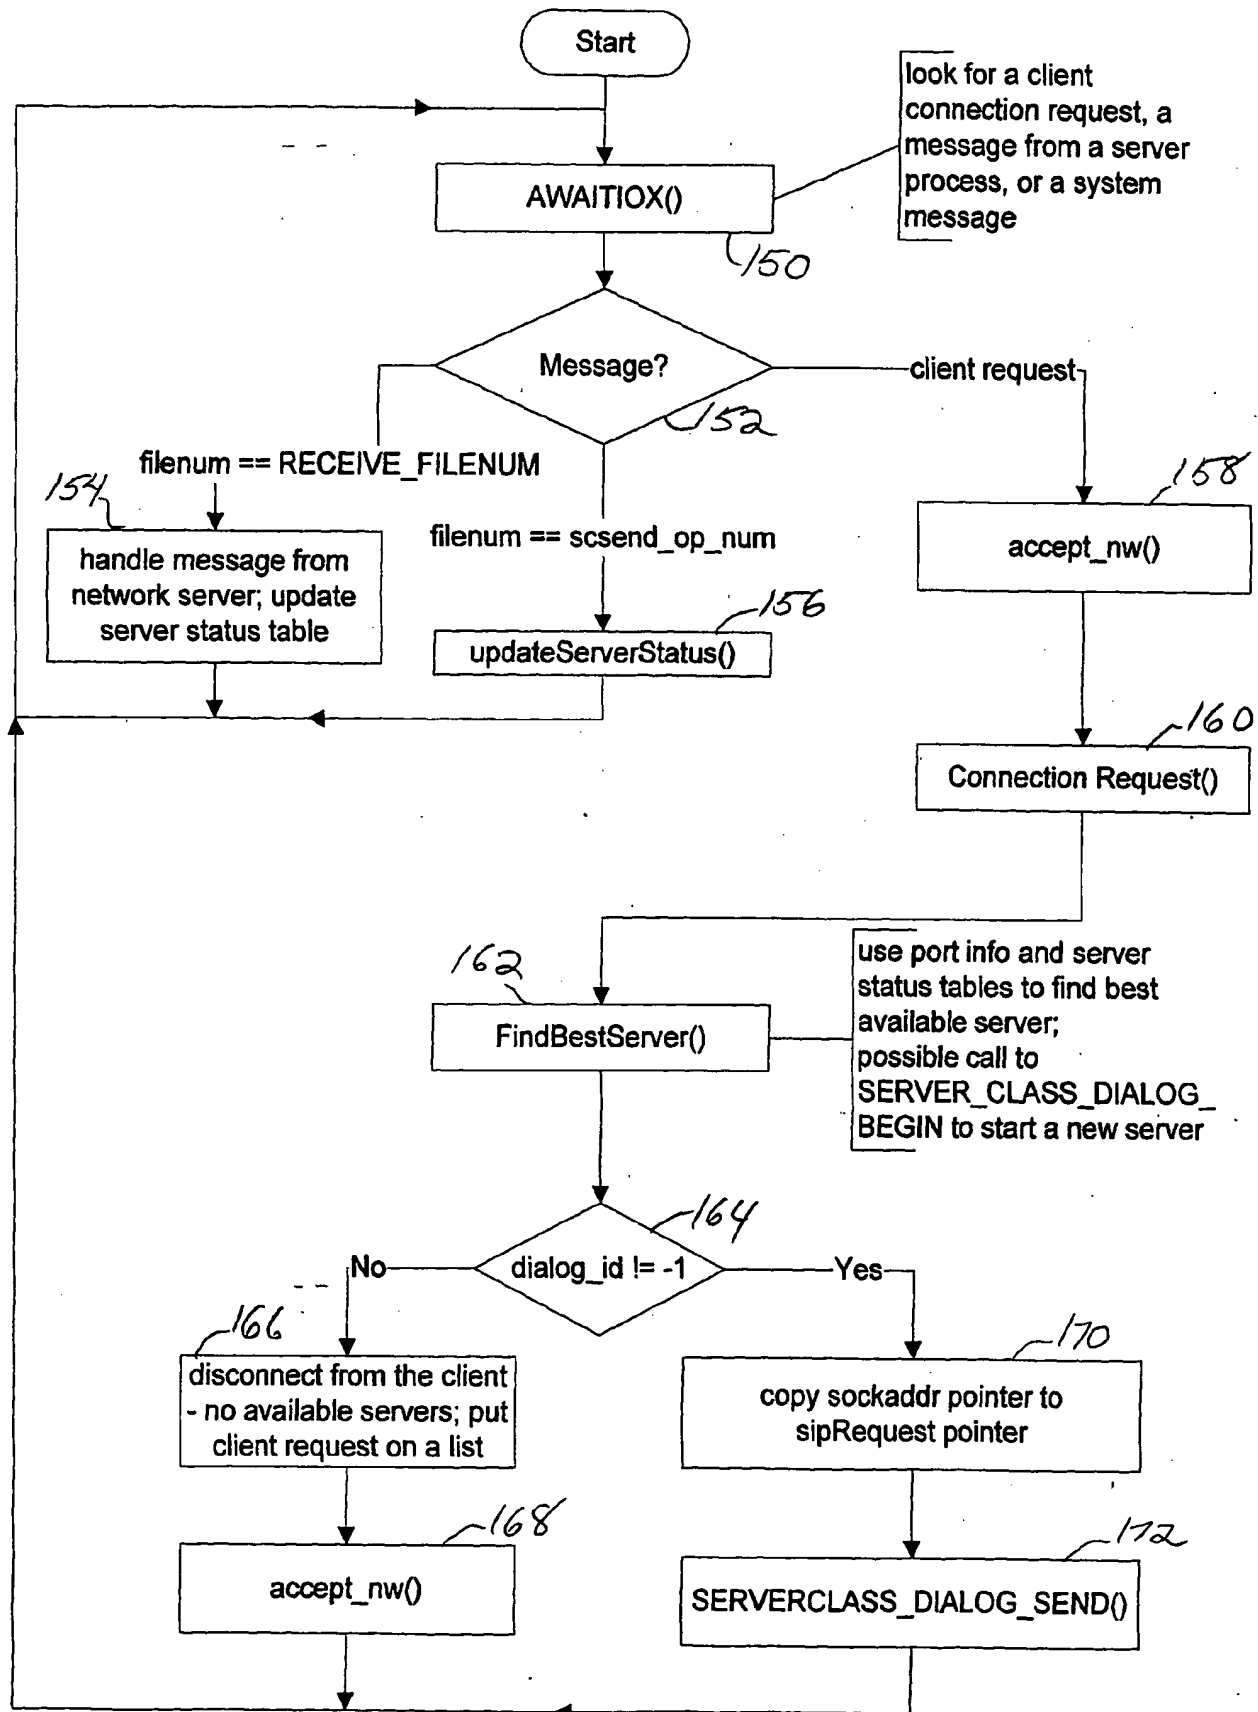 Start
look for a client
connection request, a
message from a server
process, or a system
message
AWAITIOX()
150
Message?
client request
152
filenum == RECEIVE_FILENUM
154
158
handle message from
network server; update
server status table
filenum == scsend_op_num
accept_nw()
156
updateServerStatus()
160
Connection Request()
162
FindBestServer()
use port info and server
status tables to find best
available server;
possible call to
SERVER_CLASS_DIALOG_
BEGIN to start a new server
164
dialog_id != -1
No
Yes
166
disconnect from the client
- no available servers; put
client request on a list
170
copy sockaddr pointer to
sipRequest pointer
168
accept_nw()
172
SERVERCLASS_DIALOG_SEND()